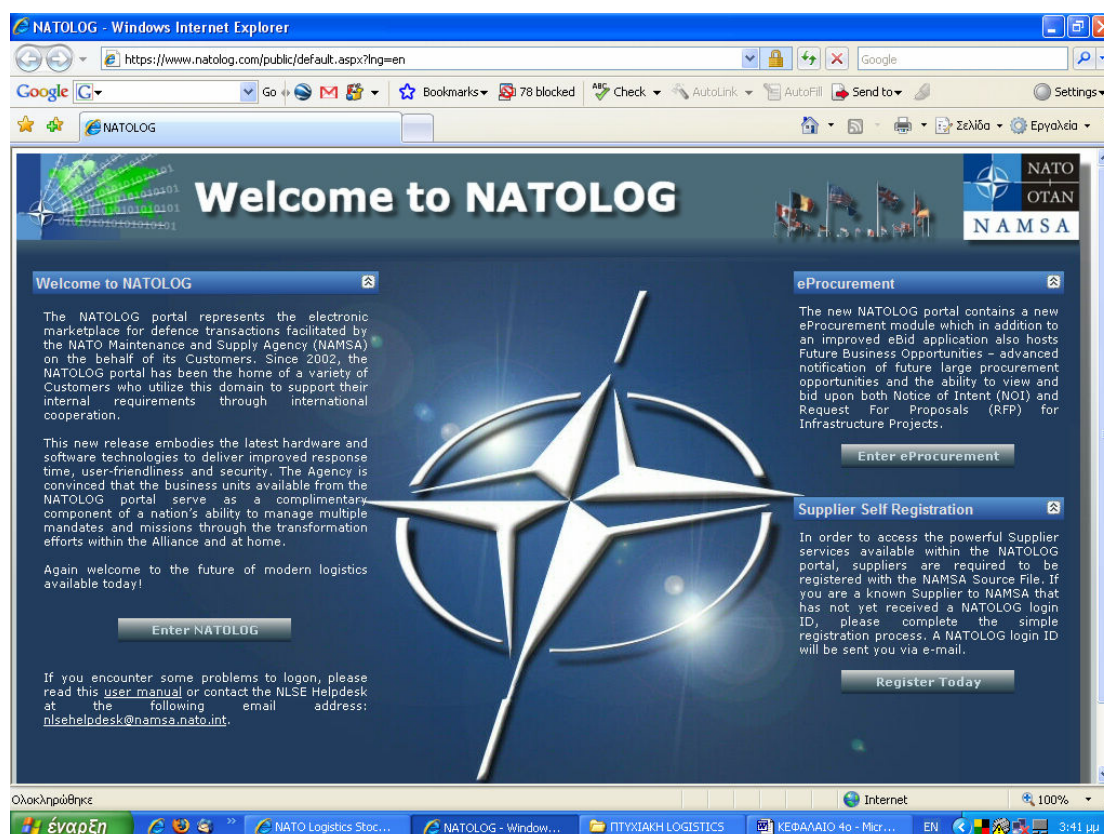 NATOLOG - Windows Internet Explorer
https://www.natolog.com/public/default.aspx?lng=en
Google
Google G Go Bookmarks 78 blocked ABC Check AutoLink AutoFill Send to Settings
NATOLOG Σελίδα Εργαλεία
Welcome to NATOLOG
NATO
OTAN
NAMSA
Welcome to NATOLOG
The NATOLOG portal represents the electronic
marketplace for defence transactions facilitated by
the NATO Maintenance and Supply Agency (NAMSA)
on the behalf of its Customers. Since 2002, the
NATOLOG portal has been the home of a variety of
Customers who utilize this domain to support their
internal requirements through international
cooperation.
This new release embodies the latest hardware and
software technologies to deliver improved response
time, user-friendliness and security. The Agency is
convinced that the business units available from the
NATOLOG portal serve as a complimentary
component of a nation's ability to manage multiple
mandates and missions through the transformation
efforts within the Alliance and at home.
Again welcome to the future of modern logistics
available today!
Enter NATOLOG
If you encounter some problems to logon, please
read this user manual or contact the NLSE Helpdesk
at the following email address:
nlsehelpdesk@namsa.nato.int.
eProcurement
The new NATOLOG portal contains a new
eProcurement module which in addition to
an improved eBid application also hosts
Future Business Opportunities – advanced
notification of future large procurement
opportunities and the ability to view and
bid upon both Notice of Intent (NOI) and
Request For Proposals (RFP) for
Infrastructure Projects.
Enter eProcurement
Supplier Self Registration
In order to access the powerful Supplier
services available within the NATOLOG
portal, suppliers are required to be
registered with the NAMSA Source File. If
you are a known Supplier to NAMSA that
has not yet received a NATOLOG login
ID, please complete the simple
registration process. A NATOLOG login ID
will be sent you via e-mail.
Register Today
Ολοκληρώθηκε Internet 100%
έναρξη NATO Logistics Stoc... NATOLOG - Window... ΠΤΥΧΙΑΚΗ LOGISTICS ΚΕΦΑΛΑΙΟ 4ο - Micr... EN 3:41 μμ